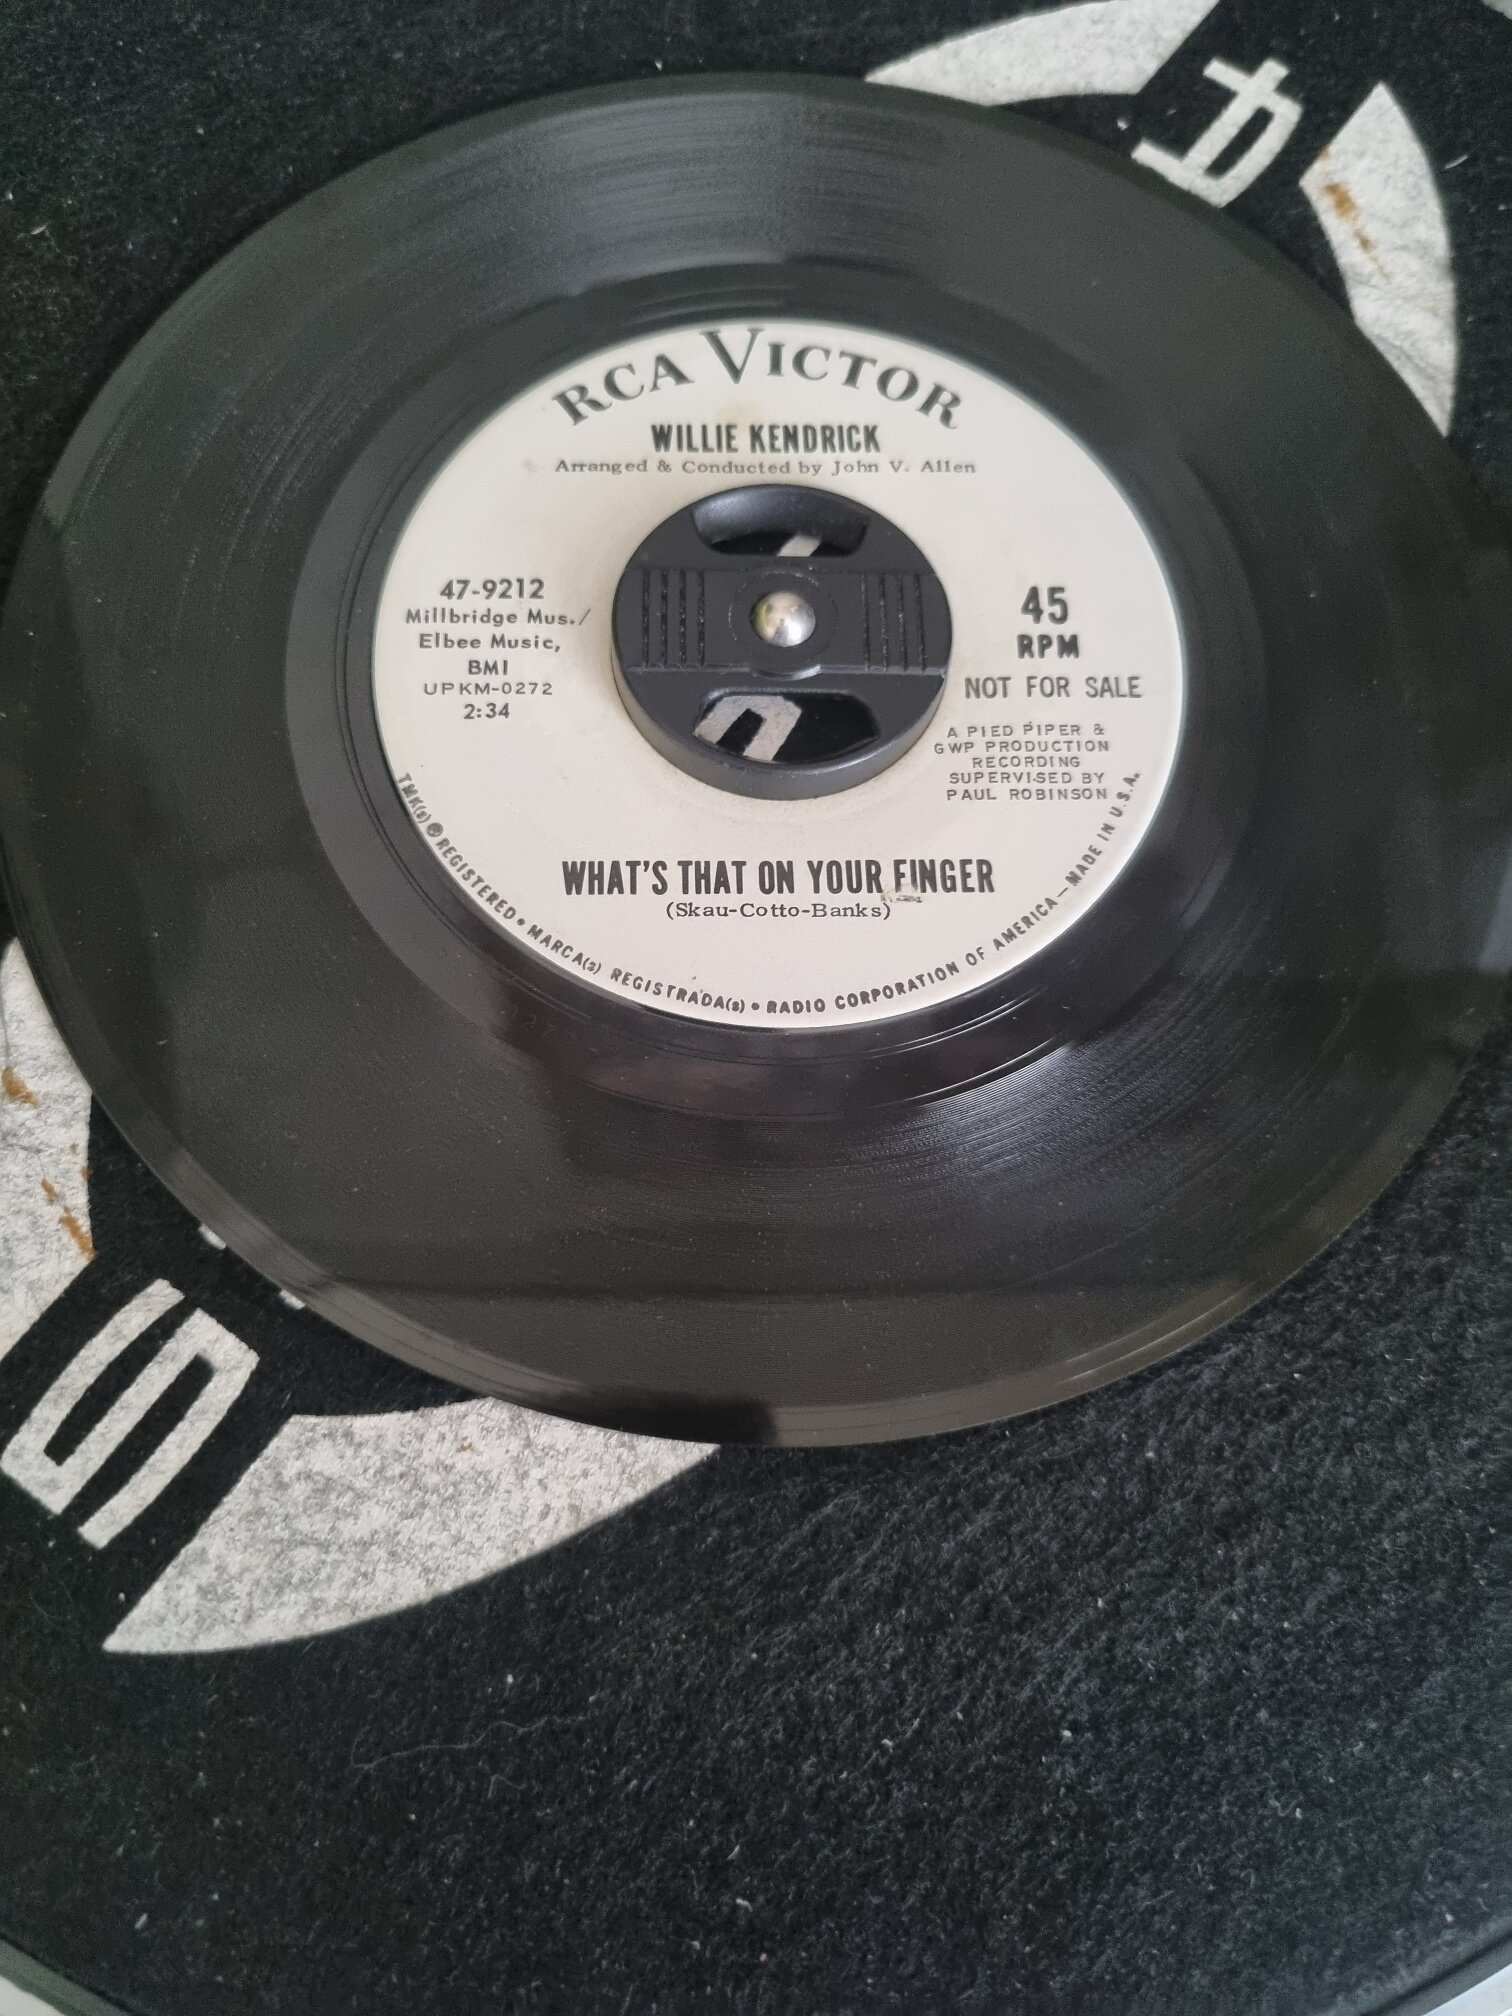 RCA VICTOR
WILLIE KENDRICK
Arranged & Conducted by John V. Allen
47-9212
Millbridge Mus./
Elbee Music,
BMI
UPKM-0272
2:34
45
RPM
NOT FOR SALE
A PIED PIPER &
GWP PRODUCTION
RECORDING
SUPERVISED BY
PAUL ROBINSON
WHAT'S THAT ON YOUR FINGER
(Skau-Cotto-Banks)
TMK(s) ® REGISTERED • MARCA(s) REGISTRADA(s) • RADIO CORPORATION OF AMERICA — MADE IN U.S.A.